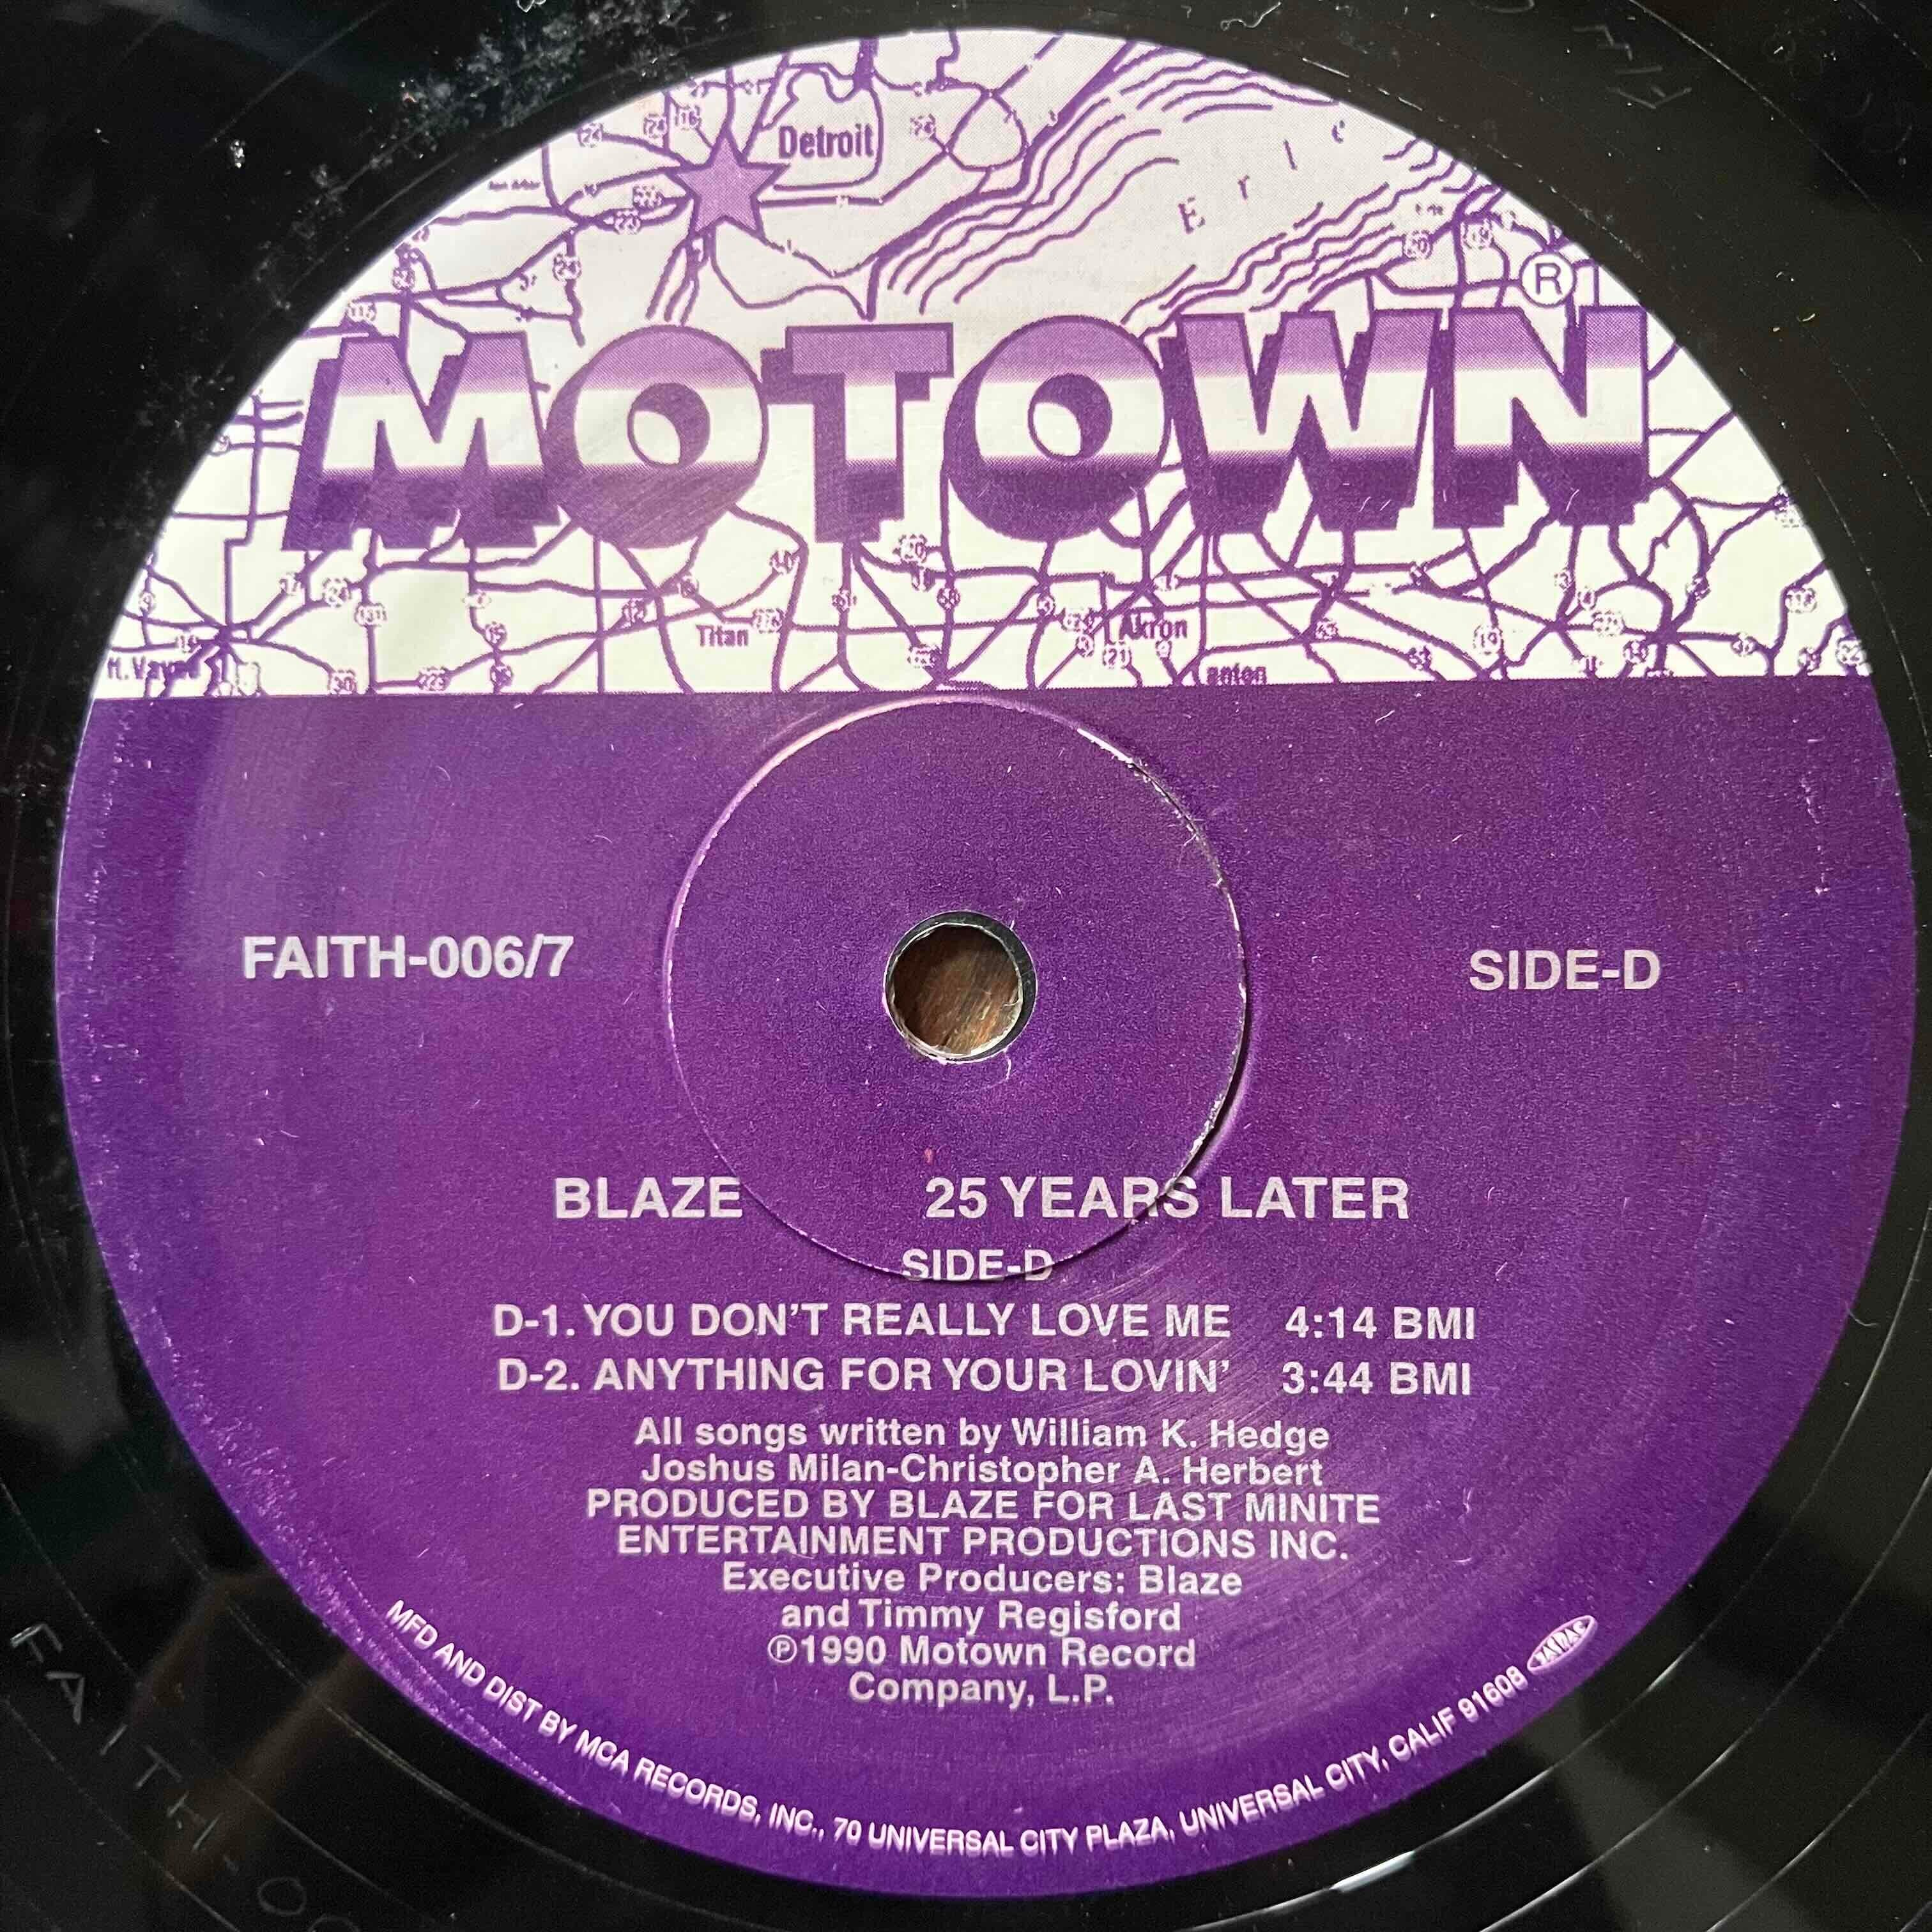 Detroit
Erie
®
MOTOWN
Titan
Akron
FAITH-006/7
SIDE-D
BLAZE 25 YEARS LATER
SIDE-D
D-1. YOU DON'T REALLY LOVE ME 4:14 BMI
D-2. ANYTHING FOR YOUR LOVIN' 3:44 BMI
All songs written by William K. Hedge
Joshus Milan-Christopher A. Herbert
PRODUCED BY BLAZE FOR LAST MINITE
ENTERTAINMENT PRODUCTIONS INC.
Executive Producers: Blaze
and Timmy Regisford
℗1990 Motown Record
Company, L.P.
MFD AND DIST BY MCA RECORDS, INC., 70 UNIVERSAL CITY PLAZA, UNIVERSAL CITY, CALIF 91608
FAITH-00